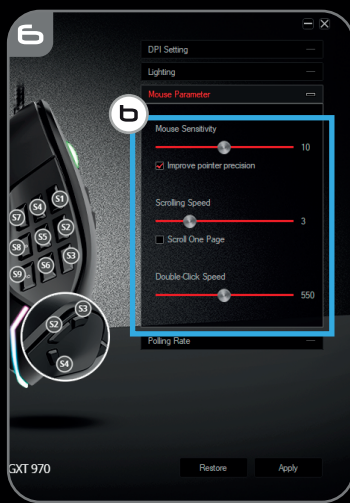 6
DPI Setting
Lighting
Mouse Parameter
b
Mouse Sensitivity
10
Improve pointer precision
Scrolling Speed
3
Scroll One Page
Double-Click Speed
550
Polling Rate
S1
S4
S7
S2
S5
S8
S3
S6
S9
S3
S2
S4
GXT 970
Restore Apply